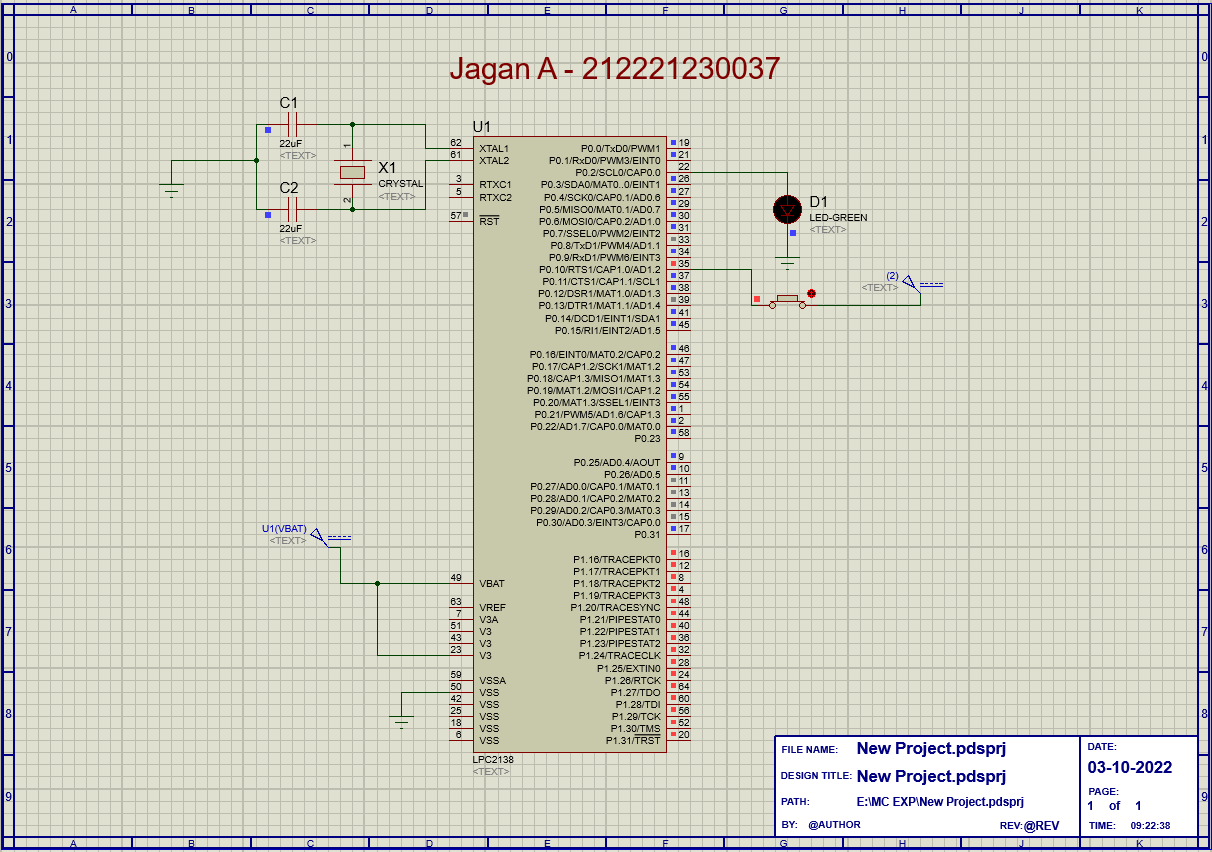 A B C D E F G H J K
0 0
1 1
2 2
3 3
4 4
5 5
6 6
7 7
8 8
9 9
Jagan A - 212221230037
C1
22uF
<TEXT>
C2
22uF
<TEXT>
X1
CRYSTAL
<TEXT>
1
2
U1
62 XTAL1
61 XTAL2
3 RTXC1
5 RTXC2
57 RST
49 VBAT
63 VREF
7 V3A
51 V3
43 V3
23 V3
59 VSSA
50 VSS
42 VSS
25 VSS
18 VSS
6 VSS
P0.0/TxD0/PWM1 19
P0.1/RxD0/PWM3/EINT0 21
P0.2/SCL0/CAP0.0 22
P0.3/SDA0/MAT0..0/EINT1 26
P0.4/SCK0/CAP0.1/AD0.6 27
P0.5/MISO0/MAT0.1/AD0.7 29
P0.6/MOSI0/CAP0.2/AD1.0 30
P0.7/SSEL0/PWM2/EINT2 31
P0.8/TxD1/PWM4/AD1.1 33
P0.9/RxD1/PWM6/EINT3 34
P0.10/RTS1/CAP1.0/AD1.2 35
P0.11/CTS1/CAP1.1/SCL1 37
P0.12/DSR1/MAT1.0/AD1.3 38
P0.13/DTR1/MAT1.1/AD1.4 39
P0.14/DCD1/EINT1/SDA1 41
P0.15/RI1/EINT2/AD1.5 45
P0.16/EINT0/MAT0.2/CAP0.2 46
P0.17/CAP1.2/SCK1/MAT1.2 47
P0.18/CAP1.3/MISO1/MAT1.3 53
P0.19/MAT1.2/MOSI1/CAP1.2 54
P0.20/MAT1.3/SSEL1/EINT3 55
P0.21/PWM5/AD1.6/CAP1.3 1
P0.22/AD1.7/CAP0.0/MAT0.0 2
P0.23 58
P0.25/AD0.4/AOUT 9
P0.26/AD0.5 10
P0.27/AD0.0/CAP0.1/MAT0.1 11
P0.28/AD0.1/CAP0.2/MAT0.2 13
P0.29/AD0.2/CAP0.3/MAT0.3 14
P0.30/AD0.3/EINT3/CAP0.0 15
P0.31 17
P1.16/TRACEPKT0 16
P1.17/TRACEPKT1 12
P1.18/TRACEPKT2 8
P1.19/TRACEPKT3 4
P1.20/TRACESYNC 48
P1.21/PIPESTAT0 44
P1.22/PIPESTAT1 40
P1.23/PIPESTAT2 36
P1.24/TRACECLK 32
P1.25/EXTIN0 28
P1.26/RTCK 24
P1.27/TDO 64
P1.28/TDI 60
P1.29/TCK 56
P1.30/TMS 52
P1.31/TRST 20
LPC2138
<TEXT>
D1
LED-GREEN
<TEXT>
(2)
<TEXT>
U1(VBAT)
<TEXT>
FILE NAME: New Project.pdsprj
DESIGN TITLE: New Project.pdsprj
PATH: E:\MC EXP\New Project.pdsprj
BY: @AUTHOR REV:@REV
DATE:
03-10-2022
PAGE:
1 of 1
TIME: 09:22:38
A B C D E F G H J K